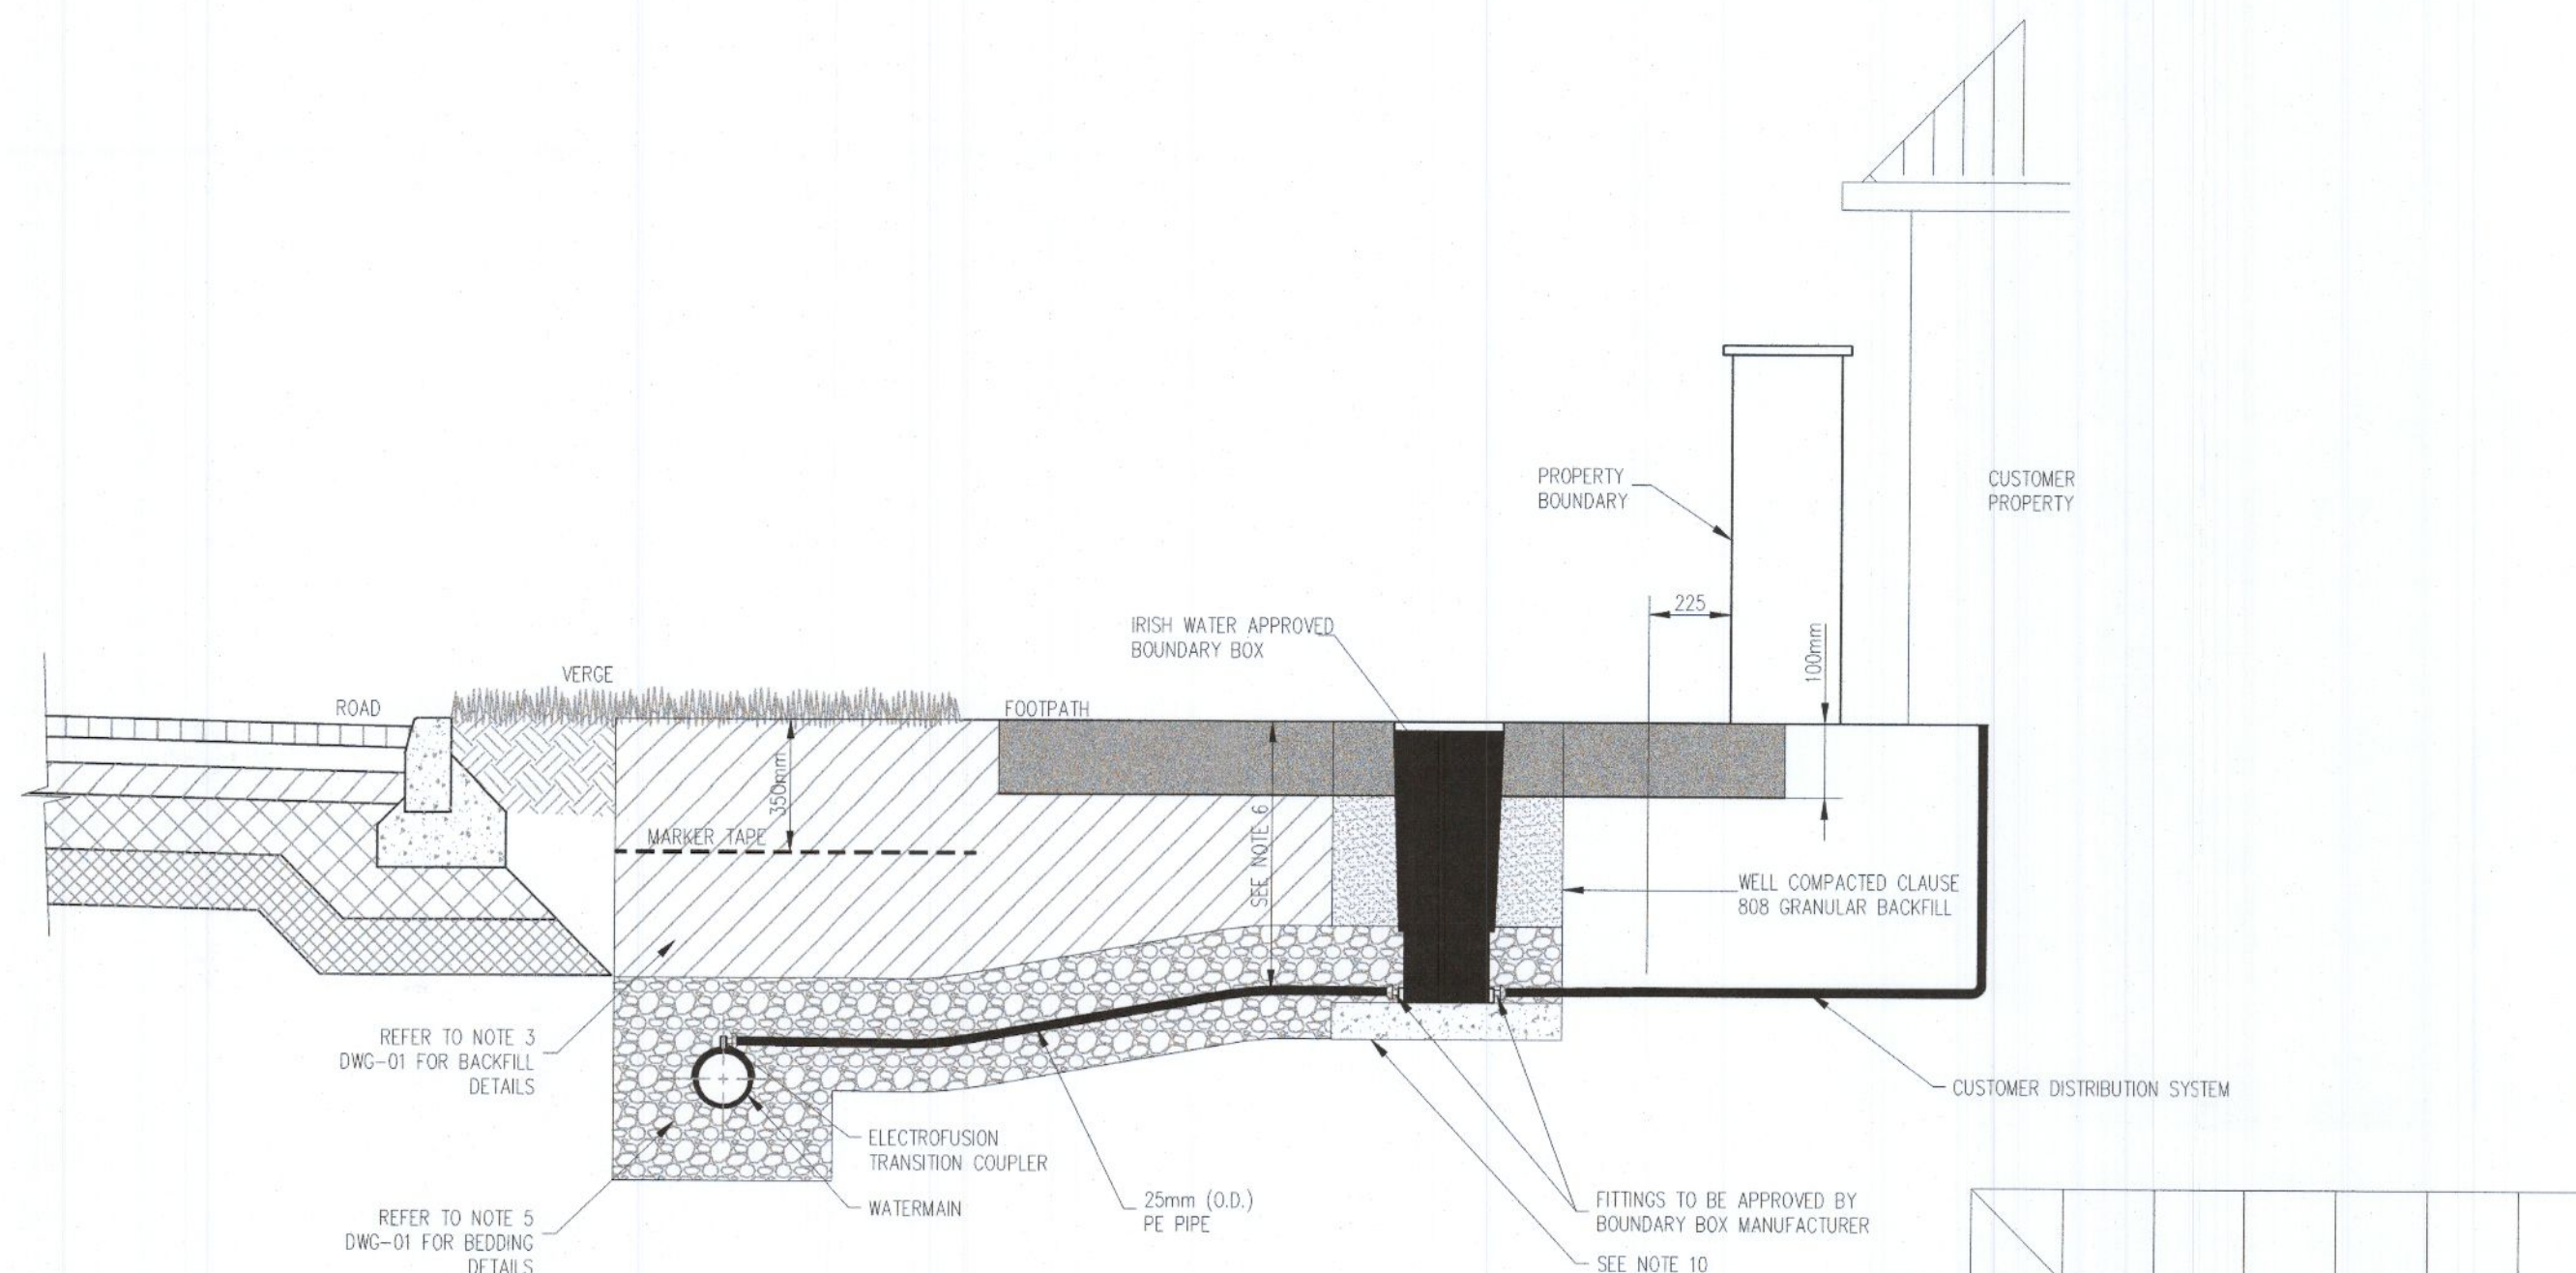 PROPERTY
BOUNDARY
CUSTOMER
PROPERTY
225
100mm
IRISH WATER APPROVED
BOUNDARY BOX
VERGE
ROAD
FOOTPATH
350mm
MARKER TAPE
SEE NOTE 6
WELL COMPACTED CLAUSE
808 GRANULAR BACKFILL
REFER TO NOTE 3
DWG-01 FOR BACKFILL
DETAILS
CUSTOMER DISTRIBUTION SYSTEM
ELECTROFUSION
TRANSITION COUPLER
WATERMAIN
25mm (O.D.)
PE PIPE
FITTINGS TO BE APPROVED BY
BOUNDARY BOX MANUFACTURER
REFER TO NOTE 5
DWG-01 FOR BEDDING
DETAILS
SEE NOTE 10